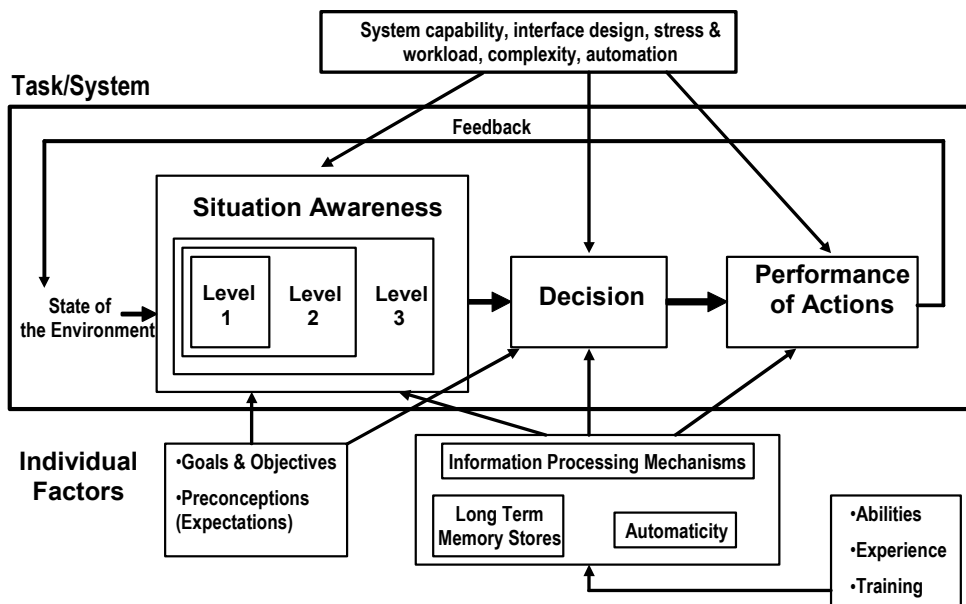 System capability, interface design, stress &
workload, complexity, automation
Task/System
Feedback
Situation Awareness
Level
1
Level
2
Level
3
State of
the Environment
Decision
Performance
of Actions
Individual
Factors
•Goals & Objectives
•Preconceptions
(Expectations)
Information Processing Mechanisms
Long Term
Memory Stores
Automaticity
•Abilities
•Experience
•Training